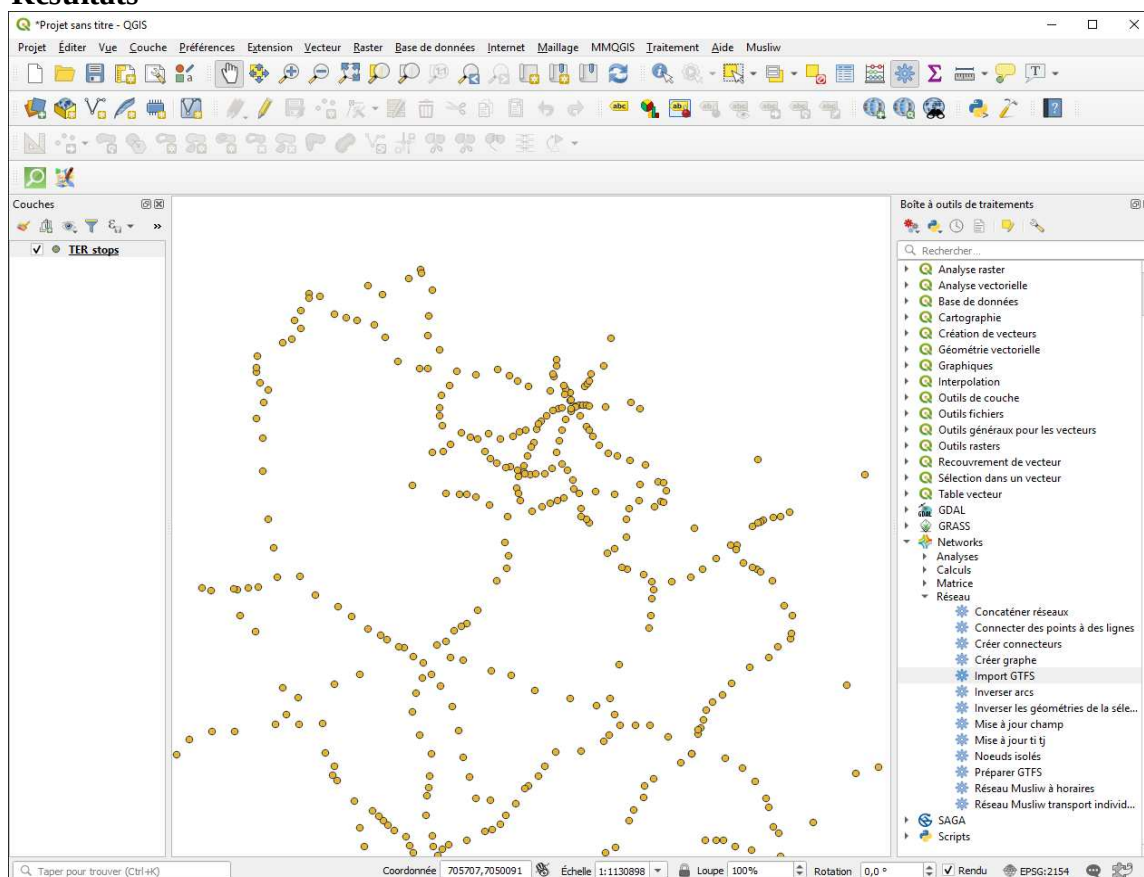 Résultats
*Projet sans titre - QGIS
Projet Éditer Vue Couche Préférences Extension Vecteur Raster Base de données Internet Maillage MMQGIS Traitement Aide Musliw
Couches
TER stops
Boîte à outils de traitements
Rechercher...
Analyse raster
Analyse vectorielle
Base de données
Cartographie
Création de vecteurs
Géométrie vectorielle
Graphiques
Interpolation
Outils de couche
Outils fichiers
Outils généraux pour les vecteurs
Outils rasters
Recouvrement de vecteur
Sélection dans un vecteur
Table vecteur
GDAL
GRASS
Networks
Analyses
Calculs
Matrice
Réseau
Concaténer réseaux
Connecter des points à des lignes
Créer connecteurs
Créer graphe
Import GTFS
Inverser arcs
Inverser les géométries de la séle...
Mise à jour champ
Mise à jour ti tj
Noeuds isolés
Préparer GTFS
Réseau Musliw à horaires
Réseau Musliw transport individ...
SAGA
Scripts
Taper pour trouver (Ctrl+K) Coordonnée 705707,7050091 Échelle 1:1130898 Loupe 100% Rotation 0,0 ° Rendu EPSG:2154